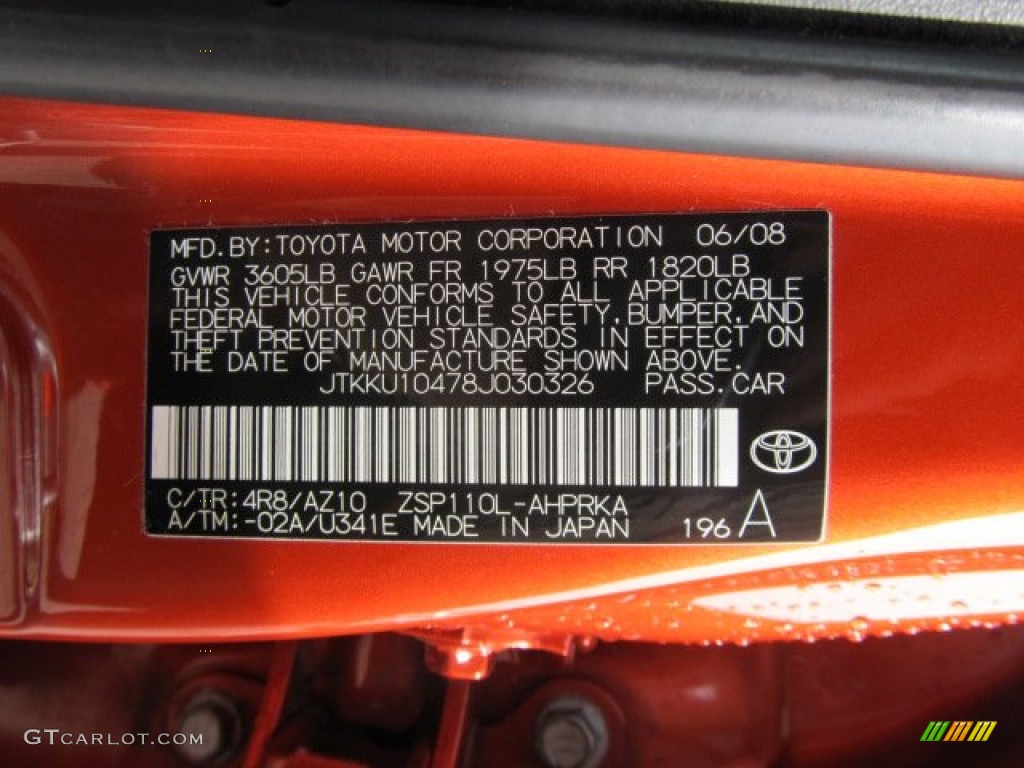 MFD.BY:TOYOTA MOTOR CORPORATION 06/08
GVWR 3605LB GAWR FR 1975LB RR 1820LB
THIS VEHICLE CONFORMS TO ALL APPLICABLE
FEDERAL MOTOR VEHICLE SAFETY,BUMPER,AND
THEFT PREVENTION STANDARDS IN EFFECT ON
THE DATE OF MANUFACTURE SHOWN ABOVE.
JTKKU10478J030326 PASS.CAR
C/TR:4R8/AZ10 ZSP110L-AHPRKA
A/TM:-02A/U341E MADE IN JAPAN 196 A
GTCARLOT.COM